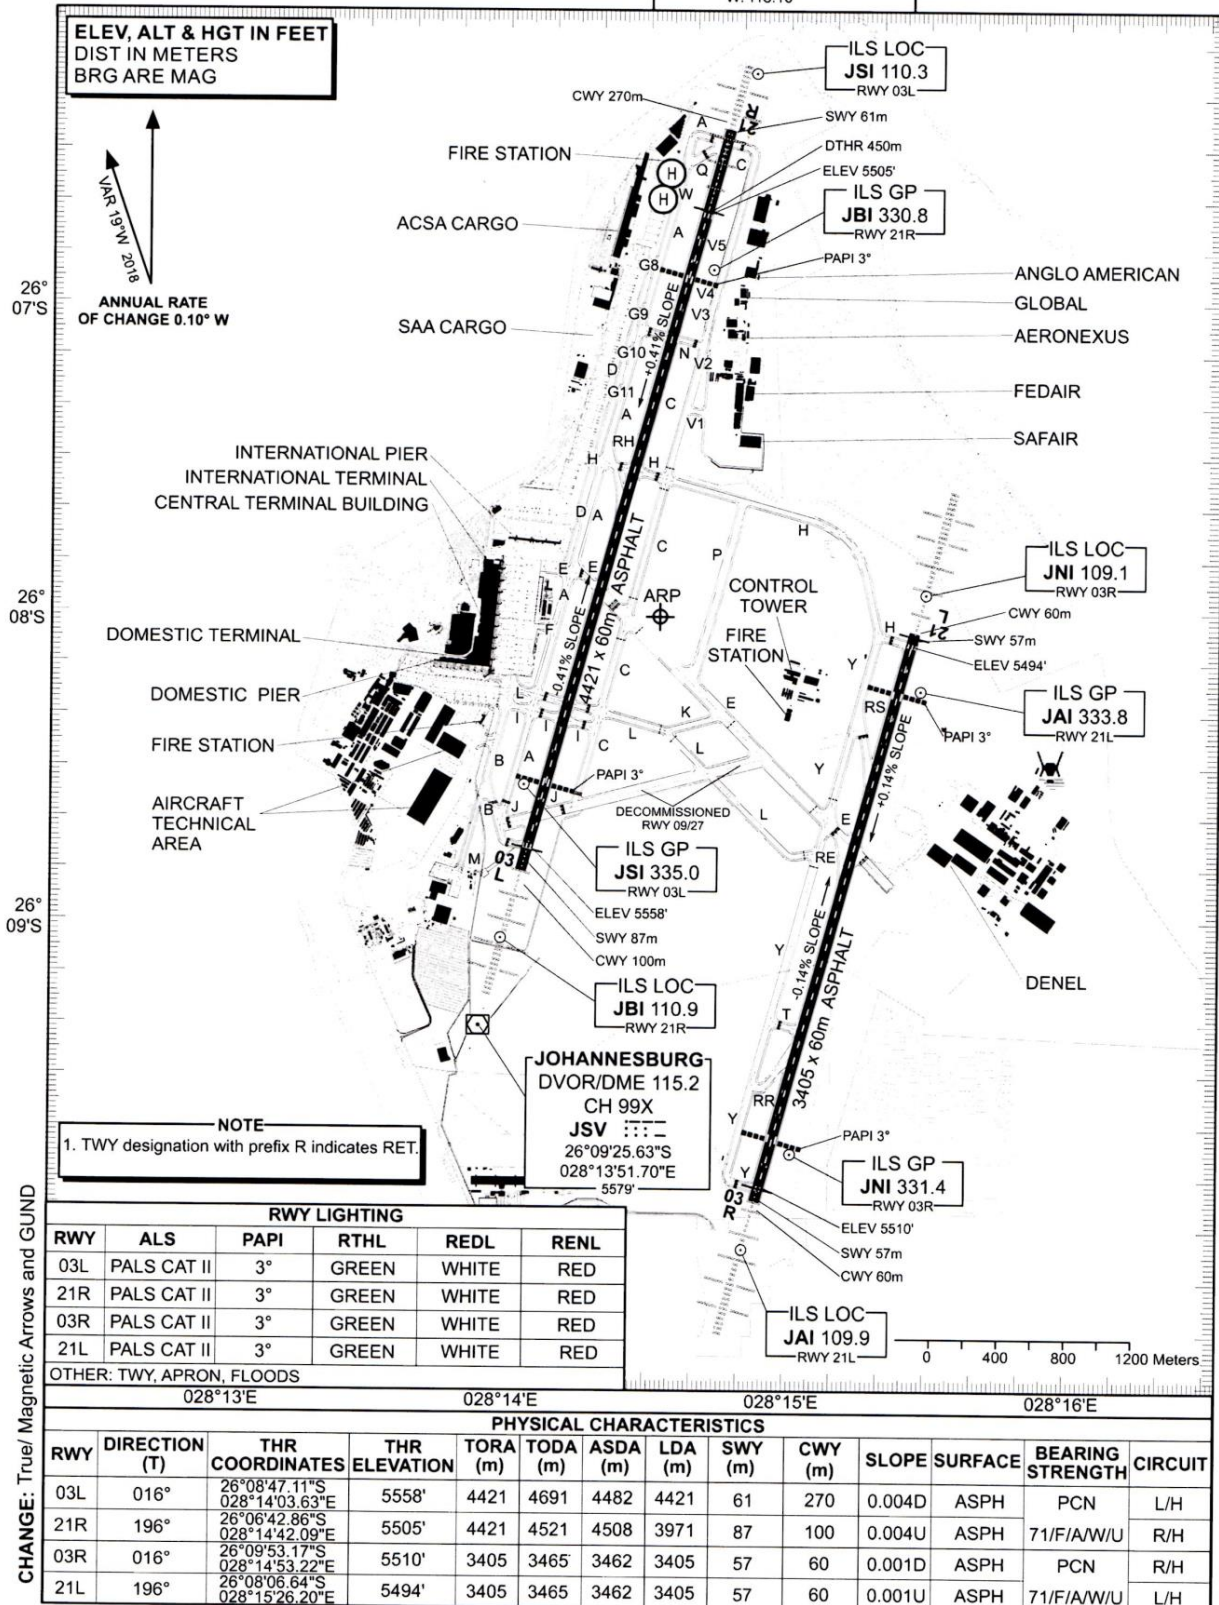 W: 118.10
ELEV, ALT & HGT IN FEET
DIST IN METERS
BRG ARE MAG
VAR 19°W 2018
ANNUAL RATE
OF CHANGE 0.10° W
ILS LOC
JSI 110.3
RWY 03L
CWY 270m
21
R
SWY 61m
DTHR 450m
ELEV 5505'
FIRE STATION
A
Q
C
H
H
W
ILS GP
JBI 330.8
RWY 21R
ACSA CARGO
A
V5
PAPI 3°
G8
V4
ANGLO AMERICAN
26°
07'S
GLOBAL
G9
V3
SAA CARGO
AERONEXUS
+0.41% SLOPE
G10
N
V2
D
G11
C
FEDAIR
A
V1
RH
SAFAIR
H
H
INTERNATIONAL PIER
INTERNATIONAL TERMINAL
CENTRAL TERMINAL BUILDING
D
A
H
C
P
ILS LOC
JNI 109.1
RWY 03R
E
E
A
ARP
CONTROL
TOWER
26°
08'S
F
FIRE
STATION
CWY 60m
21
L
H
SWY 57m
ELEV 5494'
DOMESTIC TERMINAL
-0.41% SLOPE
4421 x 60m ASPHALT
C
Y
ILS GP
JAI 333.8
RWY 21L
DOMESTIC PIER
L
E
RS
K
I
I
I
L
PAPI 3°
FIRE STATION
C
L
+0.14% SLOPE
B
A
PAPI 3°
Y
AIRCRAFT
TECHNICAL
AREA
B
J
J
DECOMMISSIONED
RWY 09/27
L
E
M
03
L
ILS GP
JSI 335.0
RWY 03L
RE
26°
09'S
ELEV 5558'
SWY 87m
CWY 100m
Y
-0.14% SLOPE
3405 x 60m ASPHALT
DENEL
ILS LOC
JBI 110.9
RWY 21R
T
JOHANNESBURG
DVOR/DME 115.2
CH 99X
JSV
26°09'25.63"S
028°13'51.70"E
5579'
RR
Y
PAPI 3°
NOTE
1. TWY designation with prefix R indicates RET.
ILS GP
JNI 331.4
RWY 03R
Y
03
R
ELEV 5510'
SWY 57m
CWY 60m
ILS LOC
JAI 109.9
RWY 21L
0 400 800 1200 Meters
RWY LIGHTING
RWY ALS PAPI RTHL REDL RENL
03L PALS CAT II 3° GREEN WHITE RED
21R PALS CAT II 3° GREEN WHITE RED
03R PALS CAT II 3° GREEN WHITE RED
21L PALS CAT II 3° GREEN WHITE RED
OTHER: TWY, APRON, FLOODS
028°13'E 028°14'E 028°15'E 028°16'E
PHYSICAL CHARACTERISTICS
RWY DIRECTION (T) THR COORDINATES THR ELEVATION TORA (m) TODA (m) ASDA (m) LDA (m) SWY (m) CWY (m) SLOPE SURFACE BEARING STRENGTH CIRCUIT
03L 016° 26°08'47.11"S 028°14'03.63"E 5558' 4421 4691 4482 4421 61 270 0.004D ASPH PCN L/H
21R 196° 26°06'42.86"S 028°14'42.09"E 5505' 4421 4521 4508 3971 87 100 0.004U ASPH 71/F/A/W/U R/H
03R 016° 26°09'53.17"S 028°14'53.22"E 5510' 3405 3465 3462 3405 57 60 0.001D ASPH PCN R/H
21L 196° 26°08'06.64"S 028°15'26.20"E 5494' 3405 3465 3462 3405 57 60 0.001U ASPH 71/F/A/W/U L/H
CHANGE: True/ Magnetic Arrows and GUND